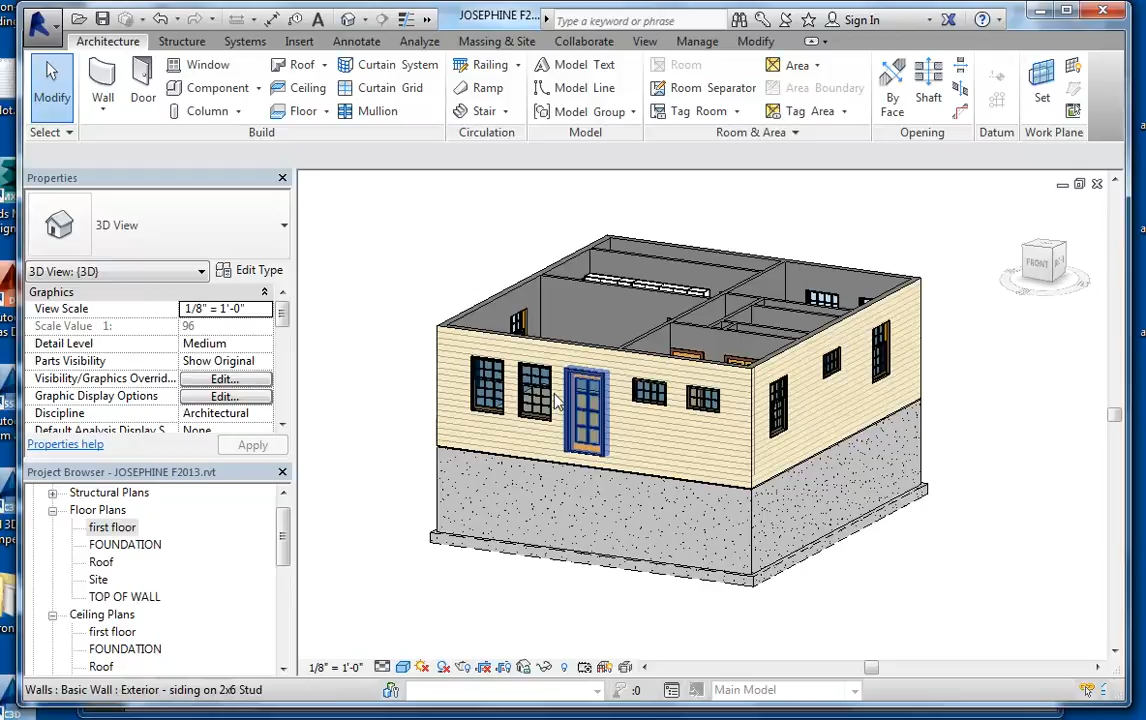 JOSEPHINE F2...
Type a keyword or phrase
Sign In
Architecture Structure Systems Insert Annotate Analyze Massing & Site Collaborate View Manage Modify
Window Roof Curtain System Railing Model Text Room Area
Component Ceiling Curtain Grid Ramp Model Line Room Separator Area Boundary
Modify Wall Door By Face Shaft Set
Column Floor Mullion Stair Model Group Tag Room Tag Area
Select Build Circulation Model Room & Area Opening Datum Work Plane
Properties
3D View
3D View: {3D} Edit Type
Graphics
View Scale 1/8" = 1'-0"
Scale Value 1: 96
Detail Level Medium
Parts Visibility Show Original
Visibility/Graphics Overrid... Edit...
Graphic Display Options Edit...
Discipline Architectural
Default Analysis Display S... None
Properties help Apply
Project Browser - JOSEPHINE F2013.rvt
Structural Plans
Floor Plans
first floor
FOUNDATION
Roof
Site
TOP OF WALL
Ceiling Plans
first floor
FOUNDATION
Roof
FRONT
1/8" = 1'-0"
Walls : Basic Wall : Exterior - siding on 2x6 Stud
:0
Main Model